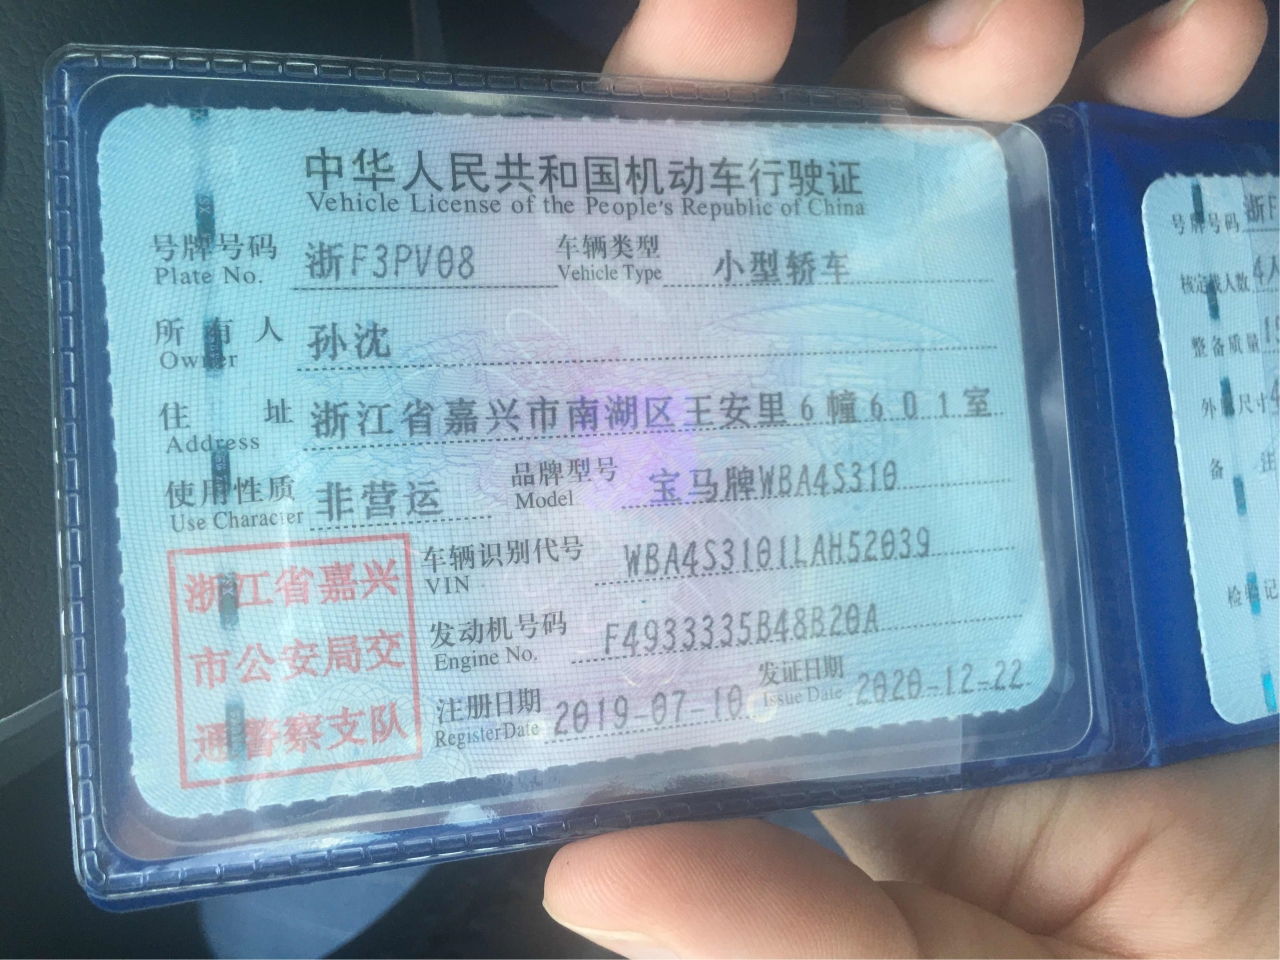 中华人民共和国机动车行驶证
Vehicle License of the People's Republic of China
号牌号码 浙F3PV08 车辆类型 小型轿车
Plate No. Vehicle Type
所有人 孙沈
Owner
住址 浙江省嘉兴市南湖区王安里6幢601室
Address
使用性质 非营运 品牌型号 宝马牌WBA4S310
Use Character Model
车辆识别代号 WBA4S3101LAH52039
VIN
发动机号码 F4933335B48B20A
Engine No.
注册日期 2019-07-10 发证日期 2020-12-22
Register Date Issue Date
浙江省嘉兴
市公安局交
通警察支队
号牌号码 浙F
核定载人数 4人
整备质量
外廓尺寸
备注
检验记